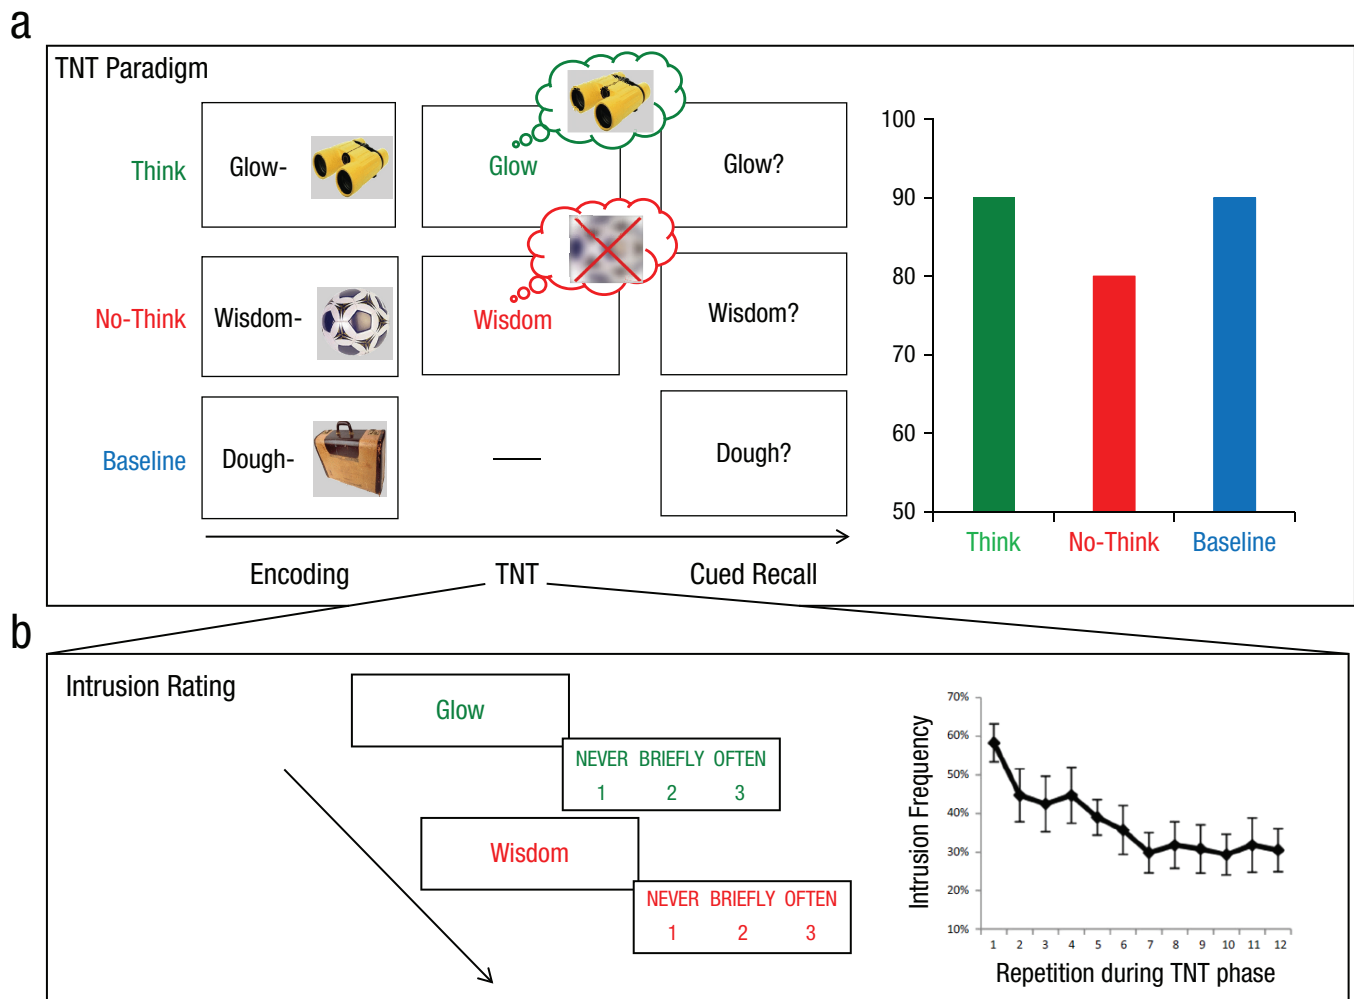 a
TNT Paradigm
Think
Glow-
Glow
Glow?
No-Think
Wisdom-
Wisdom
Wisdom?
Baseline
Dough-
Dough?
Encoding
TNT
Cued Recall
100
90
80
70
60
50
Think
No-Think
Baseline
b
Intrusion Rating
Glow
NEVER BRIEFLY OFTEN
1 2 3
Wisdom
NEVER BRIEFLY OFTEN
1 2 3
Intrusion Frequency
70%
60%
50%
40%
30%
20%
10%
1 2 3 4 5 6 7 8 9 10 11 12
Repetition during TNT phase